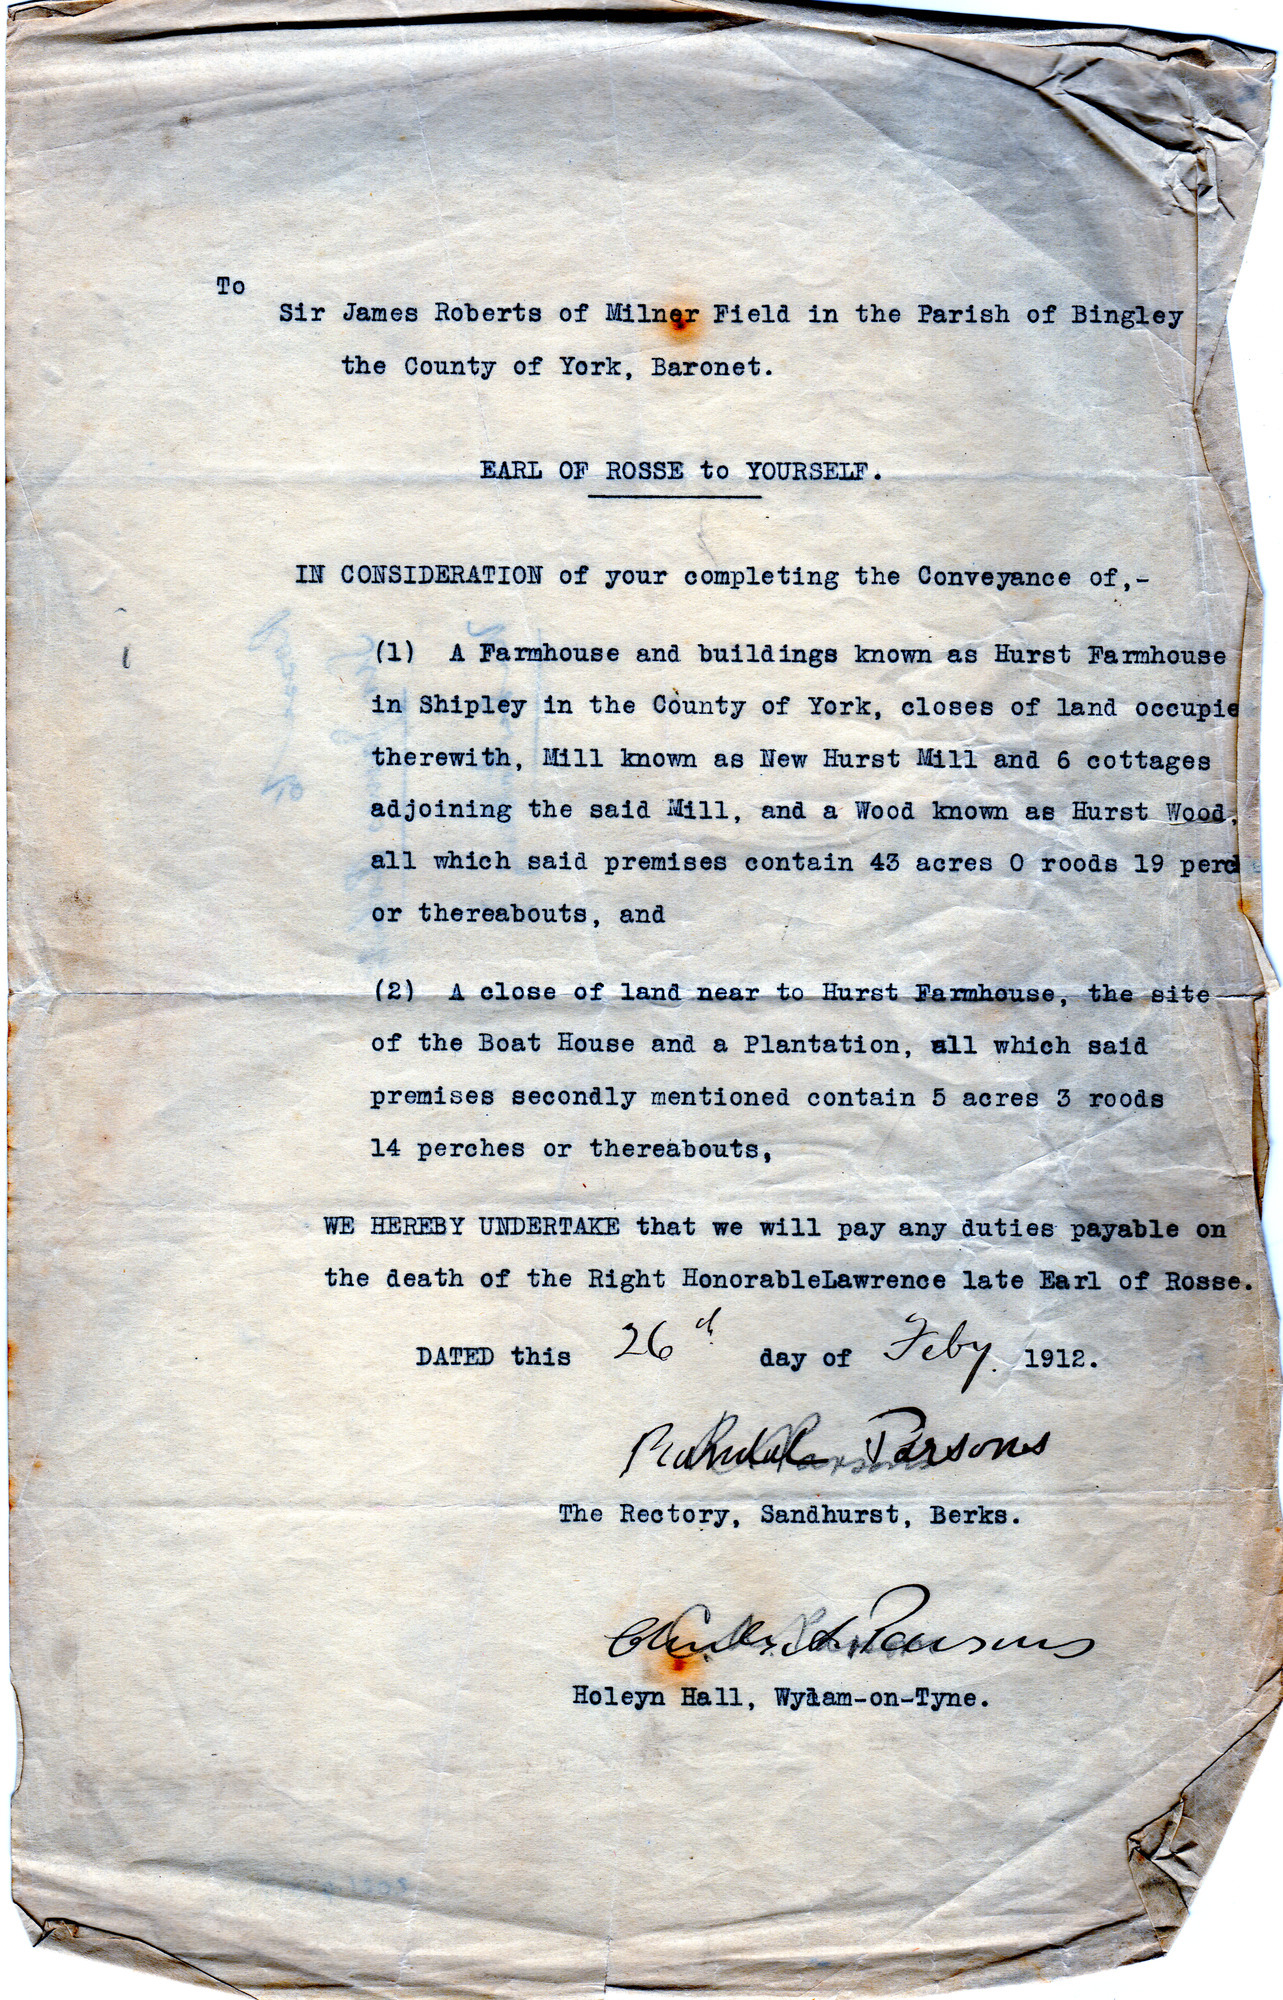 To
Sir James Roberts of Milner Field in the Parish of Bingley
the County of York, Baronet.
EARL OF ROSSE to YOURSELF.
IN CONSIDERATION of your completing the Conveyance of,-
(1) A Farmhouse and buildings known as Hurst Farmhouse
in Shipley in the County of York, closes of land occupie
therewith, Mill known as New Hurst Mill and 6 cottages
adjoining the said Mill, and a Wood known as Hurst Wood,
all which said premises contain 43 acres 0 roods 19 perc
or thereabouts, and
(2) A close of land near to Hurst Farmhouse, the site
of the Boat House and a Plantation, all which said
premises secondly mentioned contain 5 acres 3 roods
14 perches or thereabouts,
WE HEREBY UNDERTAKE that we will pay any duties payable on
the death of the Right HonorableLawrence late Earl of Rosse.
DATED this 26th day of Feby. 1912.
Parsons
The Rectory, Sandhurst, Berks.
Charles A Parsons
Holeyn Hall, Wylam-on-Tyne.